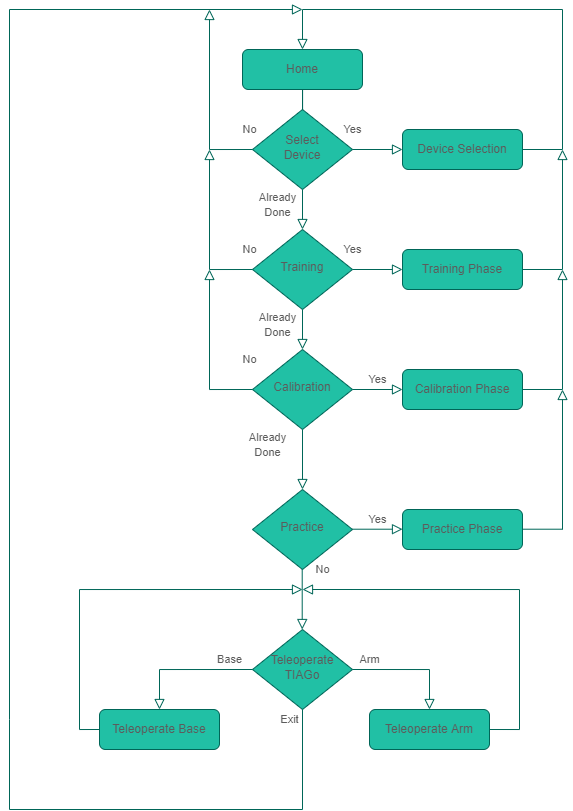 Home
No
Select
Device
Yes
Device Selection
Already
Done
No
Training
Yes
Training Phase
Already
Done
No
Calibration
Yes
Calibration Phase
Already
Done
Practice
Yes
Practice Phase
No
Base
Teleoperate
TIAGo
Arm
Teleoperate Base
Exit
Teleoperate Arm